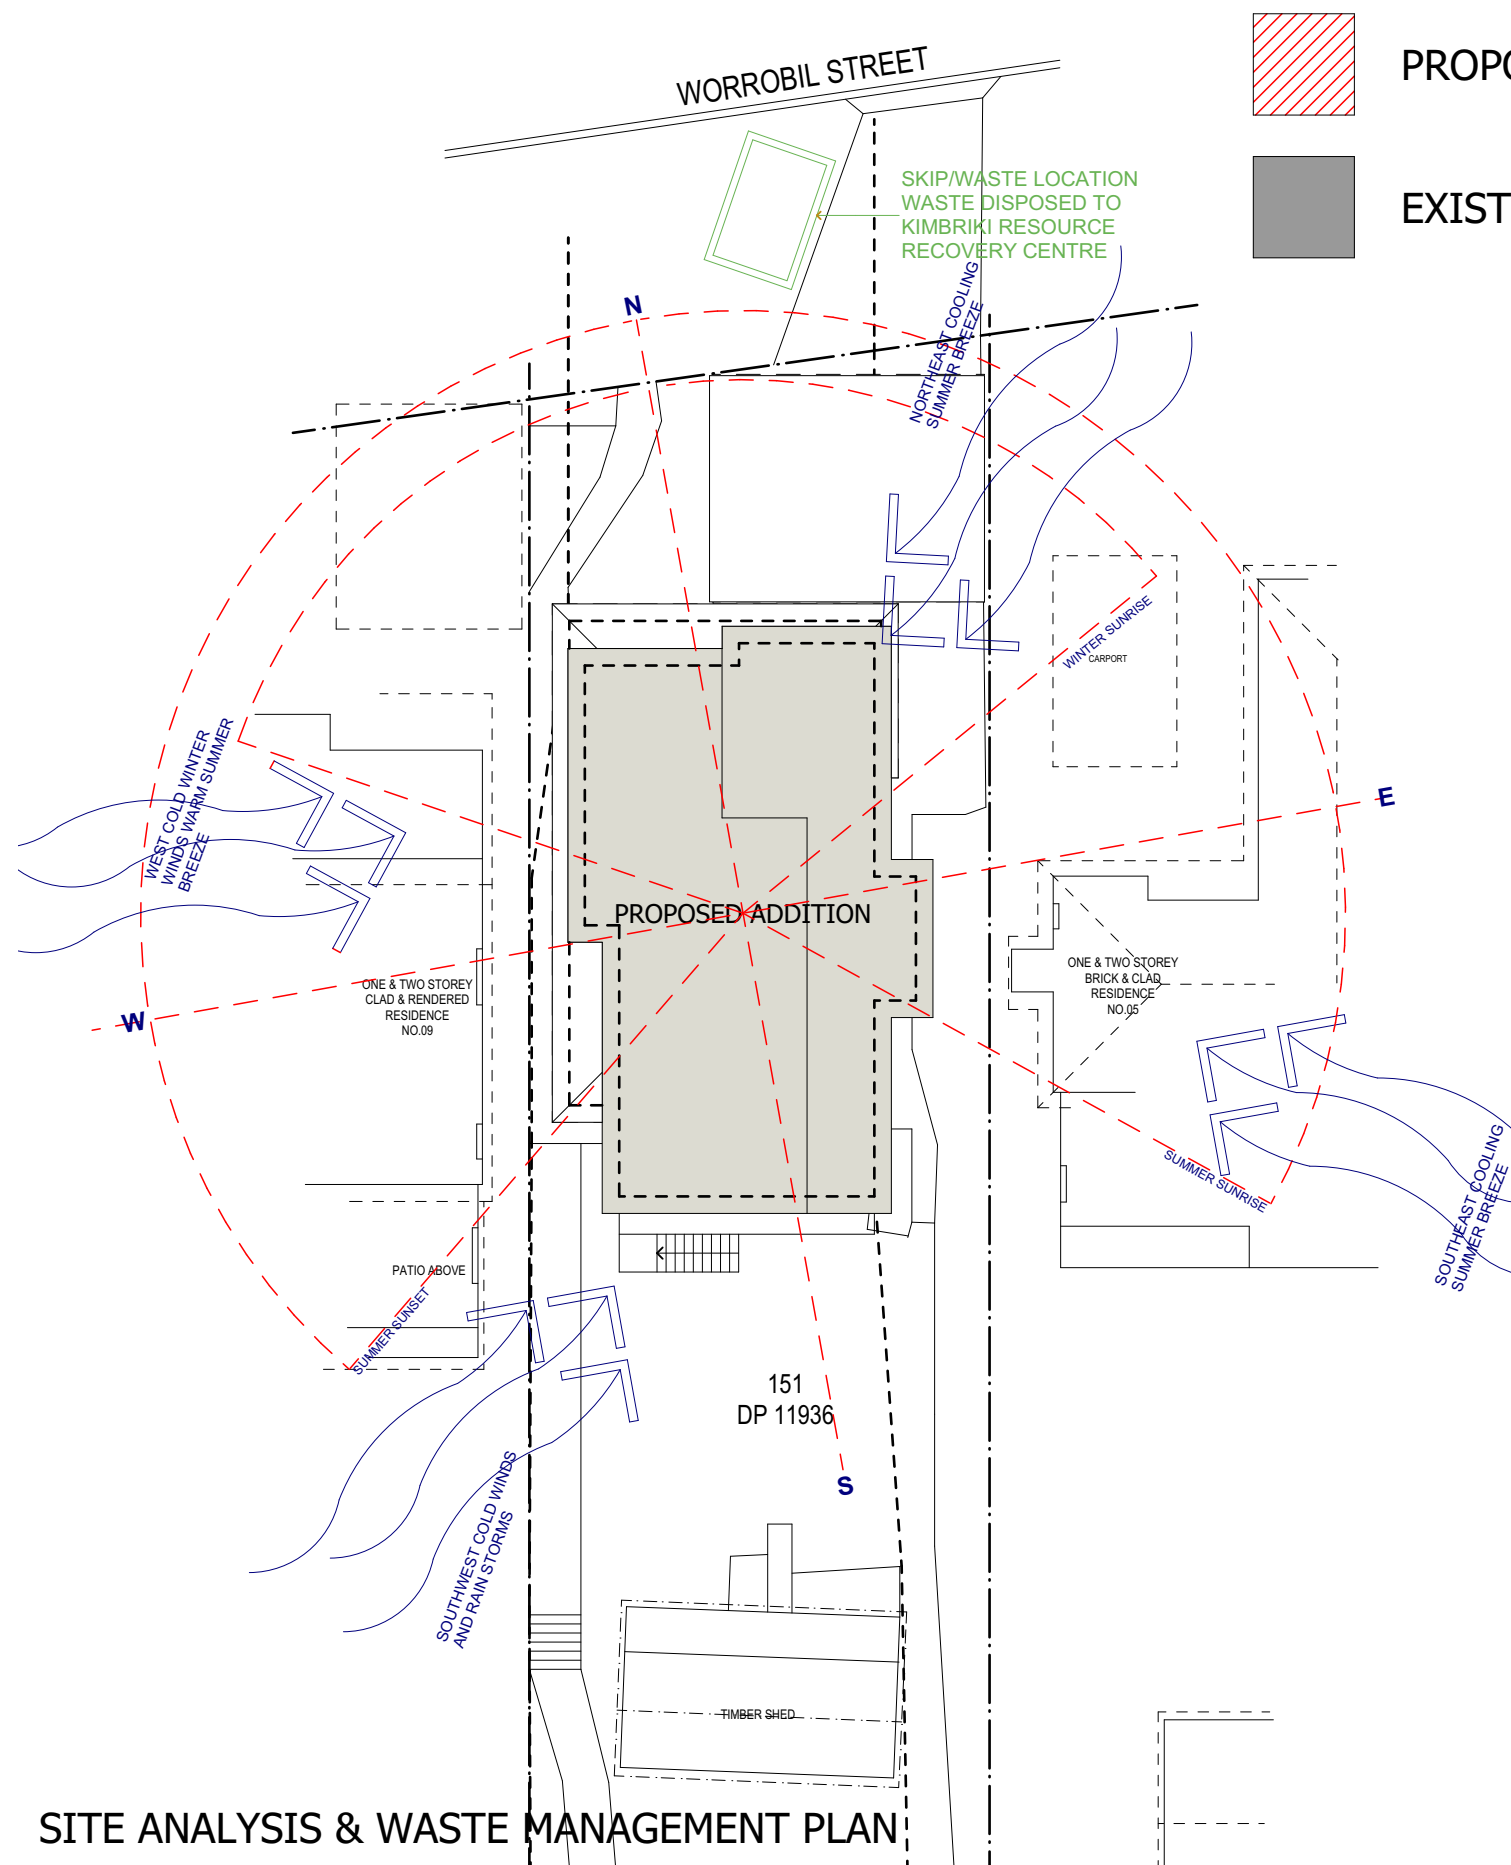 WORROBIL STREET
PROPO
EXIST
SKIP/WASTE LOCATION
WASTE DISPOSED TO
KIMBRIKI RESOURCE
RECOVERY CENTRE
N
NORTHEAST COOLING
SUMMER BREEZE
WINTER SUNRISE
CARPORT
WEST COLD WINTER
WINDS WARM SUMMER
BREEZE
E
PROPOSED ADDITION
ONE & TWO STOREY
CLAD & RENDERED
RESIDENCE
NO.09
ONE & TWO STOREY
BRICK & CLAD
RESIDENCE
NO.05
W
SUMMER SUNRISE
SOUTHEAST COOLING
SUMMER BREEZE
PATIO ABOVE
SUMMER SUNSET
151
DP 11936
S
SOUTHWEST COLD WINDS
AND RAIN STORMS
TIMBER SHED
SITE ANALYSIS & WASTE MANAGEMENT PLAN